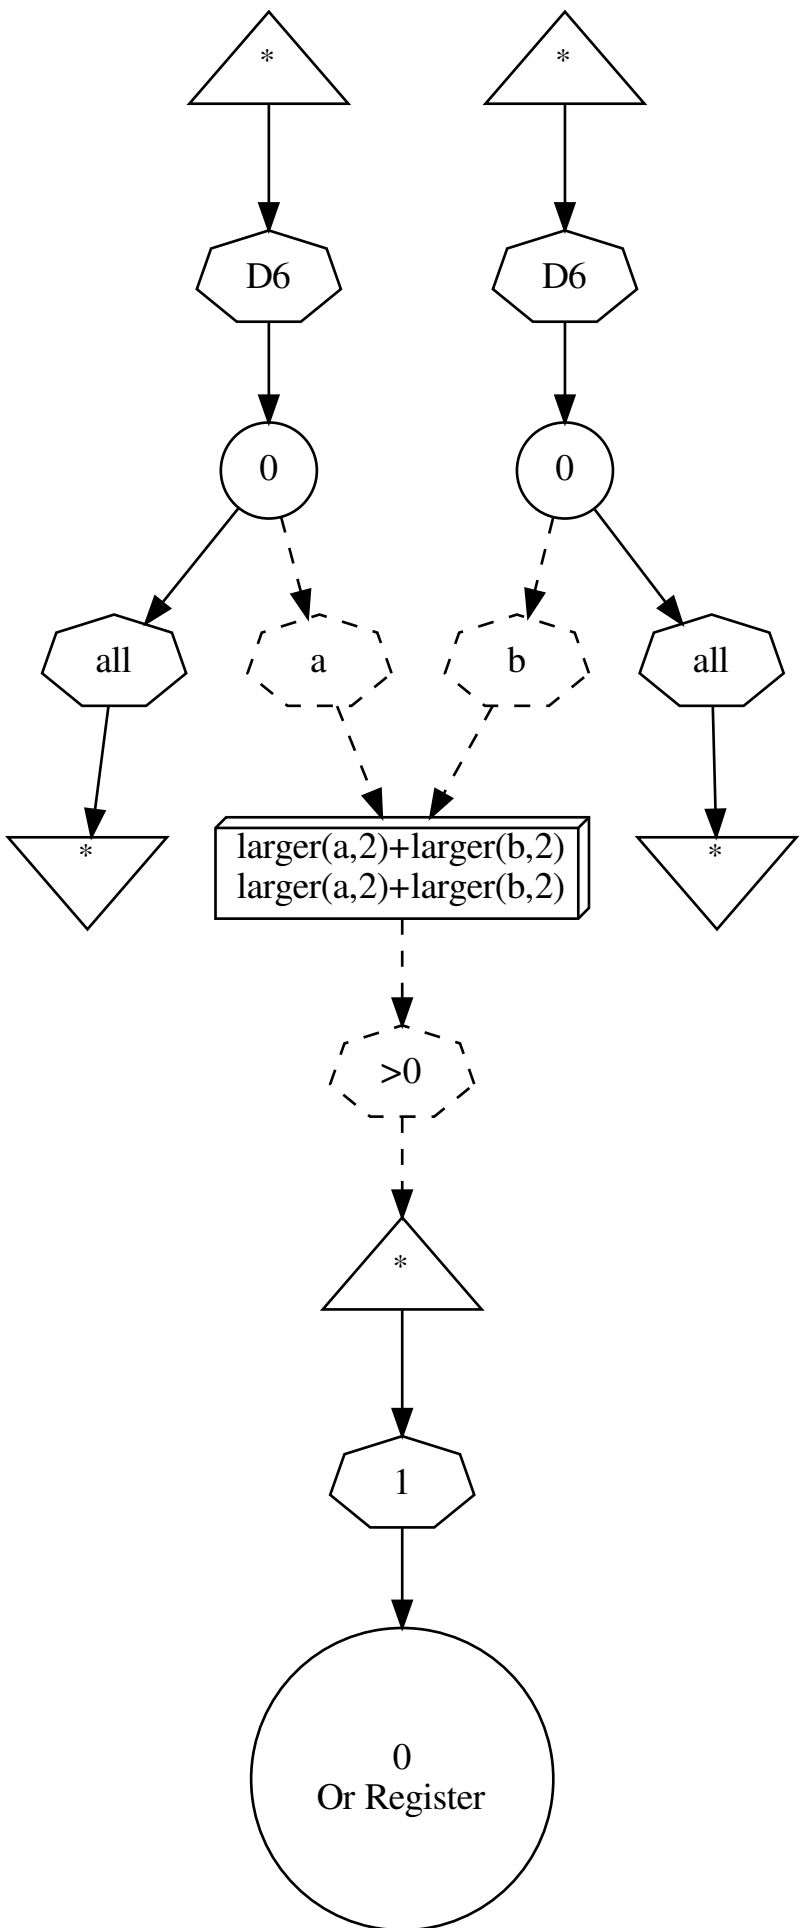 * *
D6 D6
0 0
all a b all
*
larger(a,2)+larger(b,2)
larger(a,2)+larger(b,2)
*
>0
*
1
0
Or Register